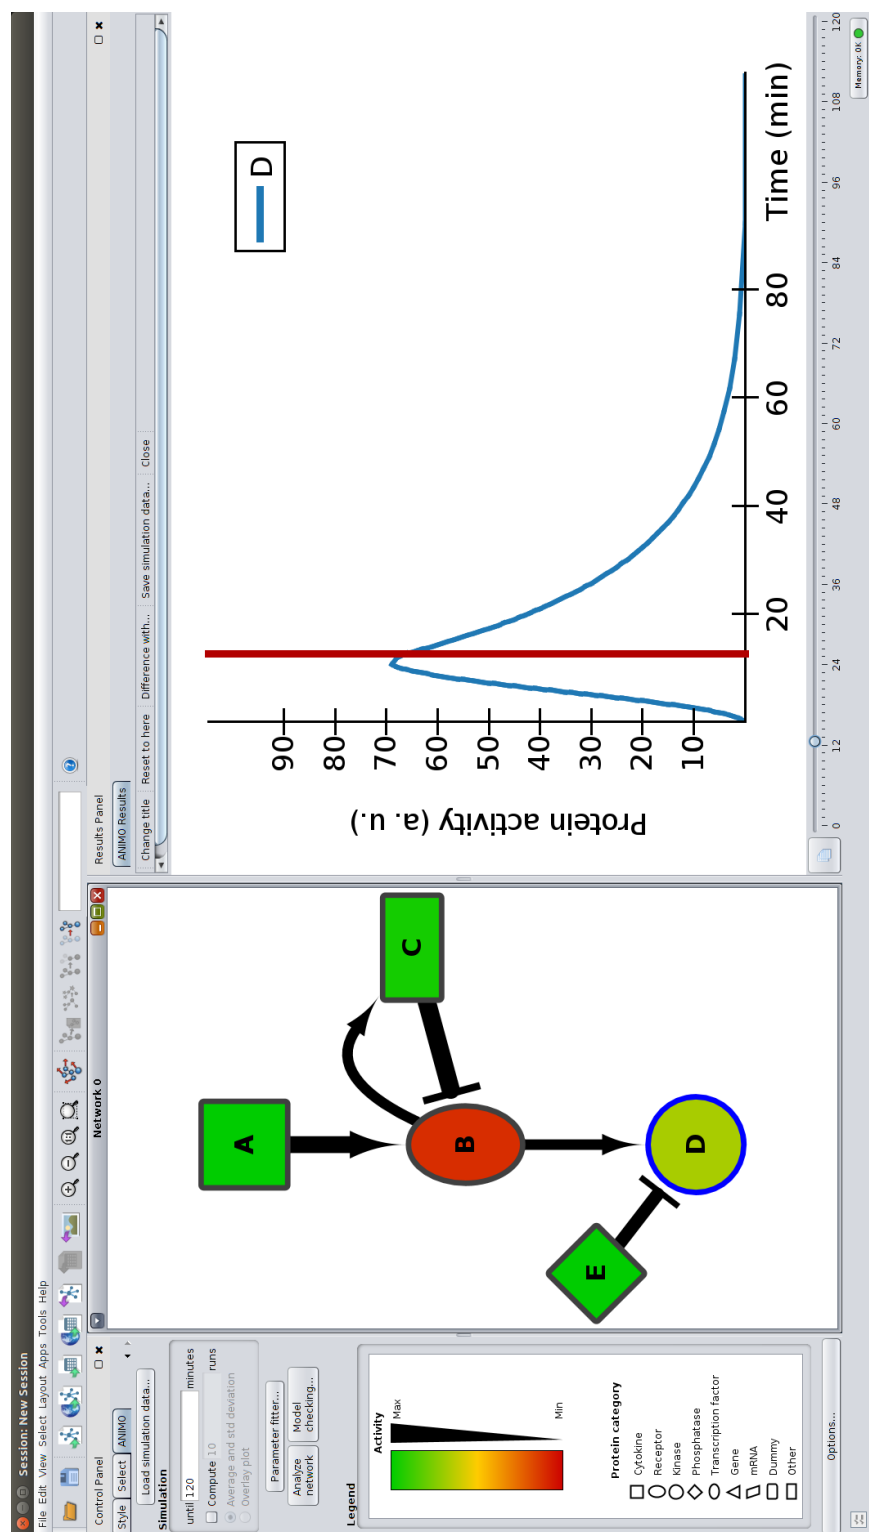 Session: New Session
File Edit View Select Layout Apps Tools Help
Control Panel
Style Select ANIMO
Load simulation data...
Simulation
until 120 minutes
Compute 10 runs
Average and std deviation
Overlay plot
Parameter fitter...
Analyze network
Model checking...
Legend
Activity
Max
Min
Protein category
Cytokine
Receptor
Kinase
Phosphatase
Transcription factor
Gene
mRNA
Dummy
Other
Options...
Network 0
A
B
C
D
E
Results Panel
ANIMO Results
Change title Reset to here Difference with... Save simulation data... Close
Protein activity (a. u.)
90
80
70
60
50
40
30
20
10
20 40 60 80 Time (min)
D
0 12 24 36 48 60 72 84 96 108 120
Memory: OK